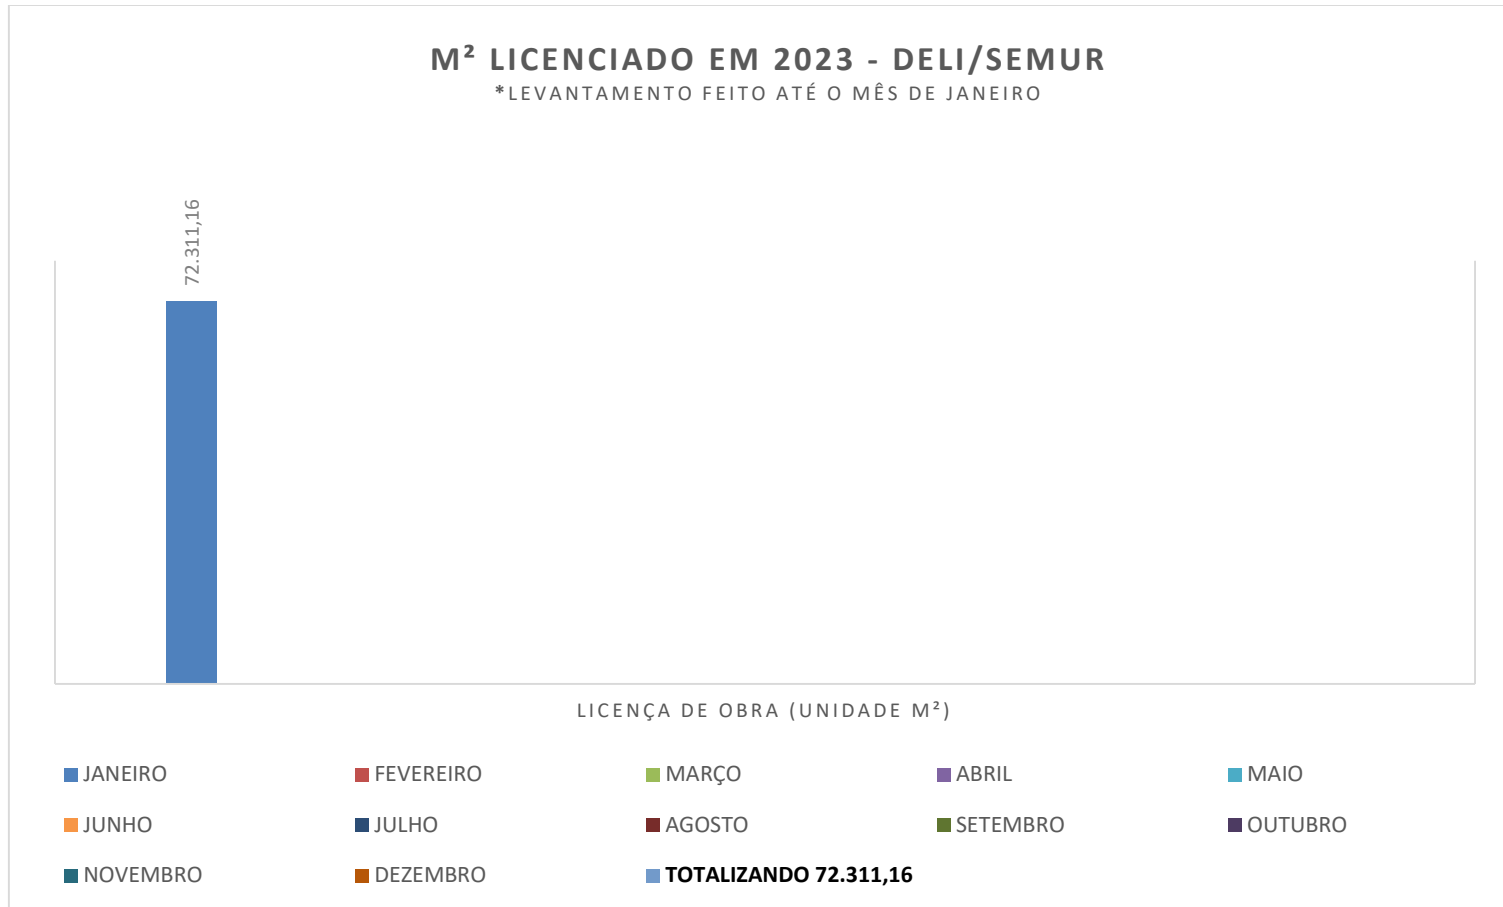 M² LICENCIADO EM 2023 - DELI/SEMUR
*LEVANTAMENTO FEITO ATÉ O MÊS DE JANEIRO
72.311,16
LICENÇA DE OBRA (UNIDADE M²)
JANEIRO FEVEREIRO MARÇO ABRIL MAIO
JUNHO JULHO AGOSTO SETEMBRO OUTUBRO
NOVEMBRO DEZEMBRO TOTALIZANDO 72.311,16